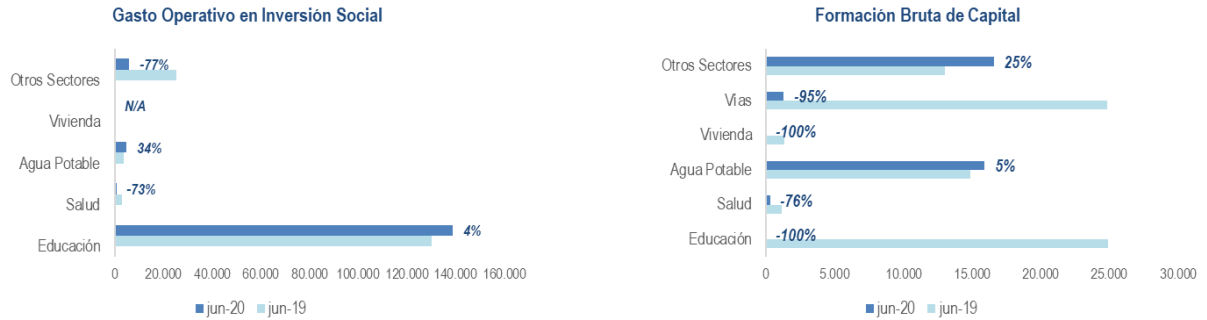 Gasto Operativo en Inversión Social
Otros Sectores
-77%
Vivienda
N/A
Agua Potable
34%
Salud
-73%
Educación
4%
0 20.000 40.000 60.000 80.000 100.000 120.000 140.000 160.000
jun-20 jun-19
Formación Bruta de Capital
Otros Sectores
25%
Vías
-95%
Vivienda
-100%
Agua Potable
5%
Salud
-76%
Educación
-100%
0 5.000 10.000 15.000 20.000 25.000 30.000
jun-20 jun-19